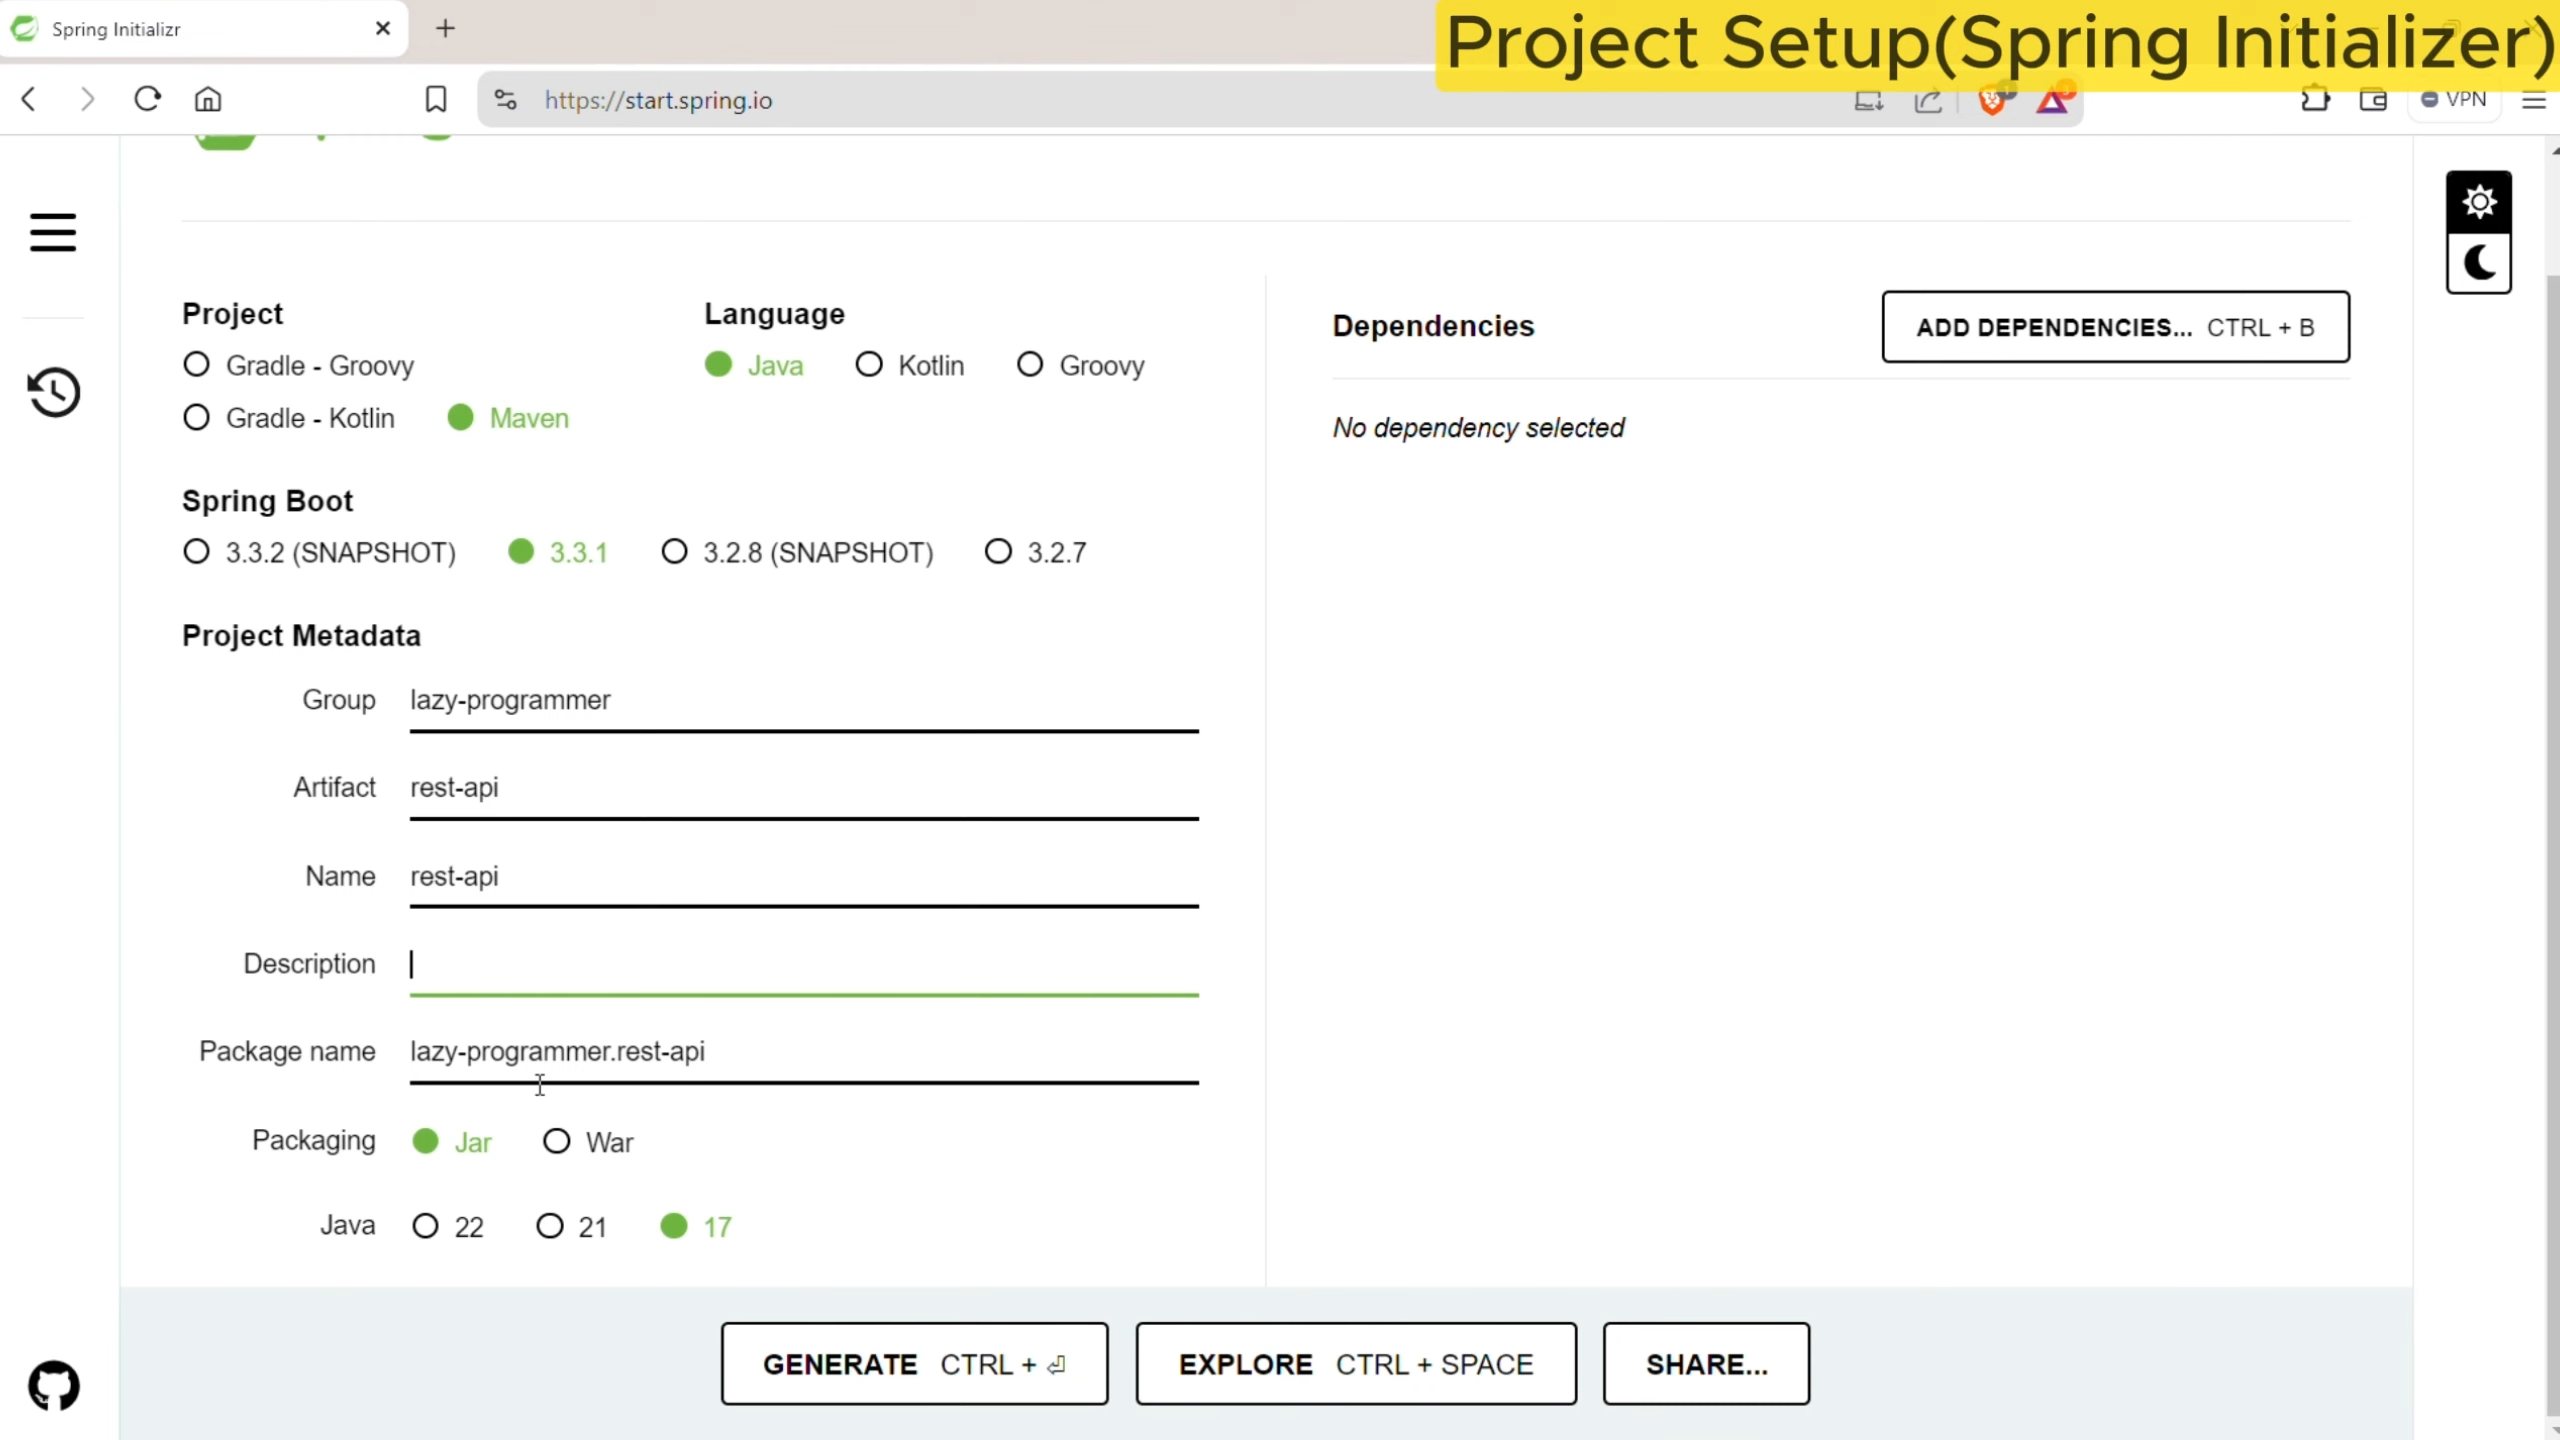 Spring Initializr
Project Setup(Spring Initializer)
https://start.spring.io
VPN
Project
Gradle - Groovy
Gradle - Kotlin
Maven
Language
Java
Kotlin
Groovy
Spring Boot
3.3.2 (SNAPSHOT)
3.3.1
3.2.8 (SNAPSHOT)
3.2.7
Project Metadata
Group
lazy-programmer
Artifact
rest-api
Name
rest-api
Description
Package name
lazy-programmer.rest-api
Packaging
Jar
War
Java
22
21
17
Dependencies
ADD DEPENDENCIES... CTRL + B
No dependency selected
GENERATE CTRL + ⏎
EXPLORE CTRL + SPACE
SHARE...